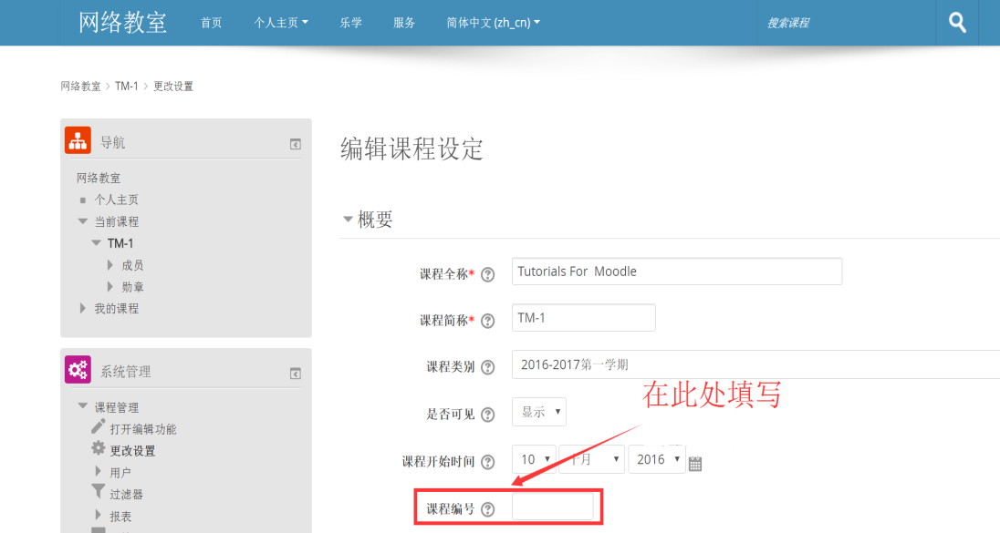 网络教室 首页 个人主页 乐学 服务 简体中文 (zh_cn) 搜索课程
网络教室 > TM-1 > 更改设置
导航
网络教室
个人主页
当前课程
TM-1
成员
勋章
我的课程
系统管理
课程管理
打开编辑功能
更改设置
用户
过滤器
报表
编辑课程设定
概要
课程全称* Tutorials For Moodle
课程简称* TM-1
课程类别 2016-2017第一学期
在此处填写
是否可见 显示
课程开始时间 10 十月 2016
课程编号